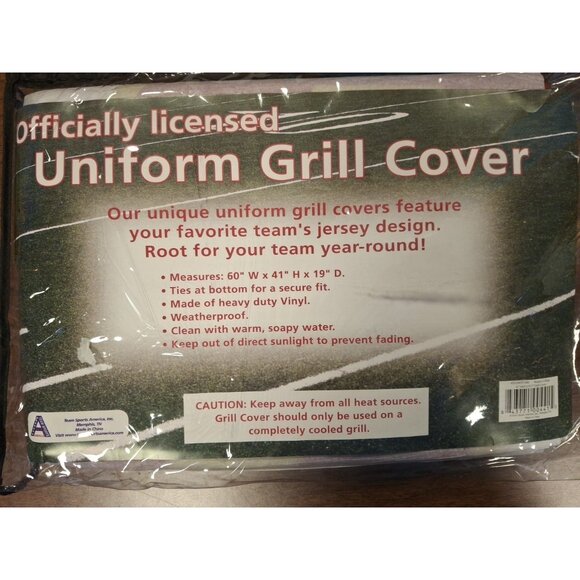 Officially licensed
Uniform Grill Cover
Our unique uniform grill covers feature
your favorite team's jersey design.
Root for your team year-round!
• Measures: 60" W x 41" H x 19" D.
• Ties at bottom for a secure fit.
• Made of heavy duty Vinyl.
• Weatherproof.
• Clean with warm, soapy water.
• Keep out of direct sunlight to prevent fading.
CAUTION: Keep away from all heat sources.
Grill Cover should only be used on a
completely cooled grill.
A
Team Sports America, Inc.
Memphis, TN
Made in China
Visit